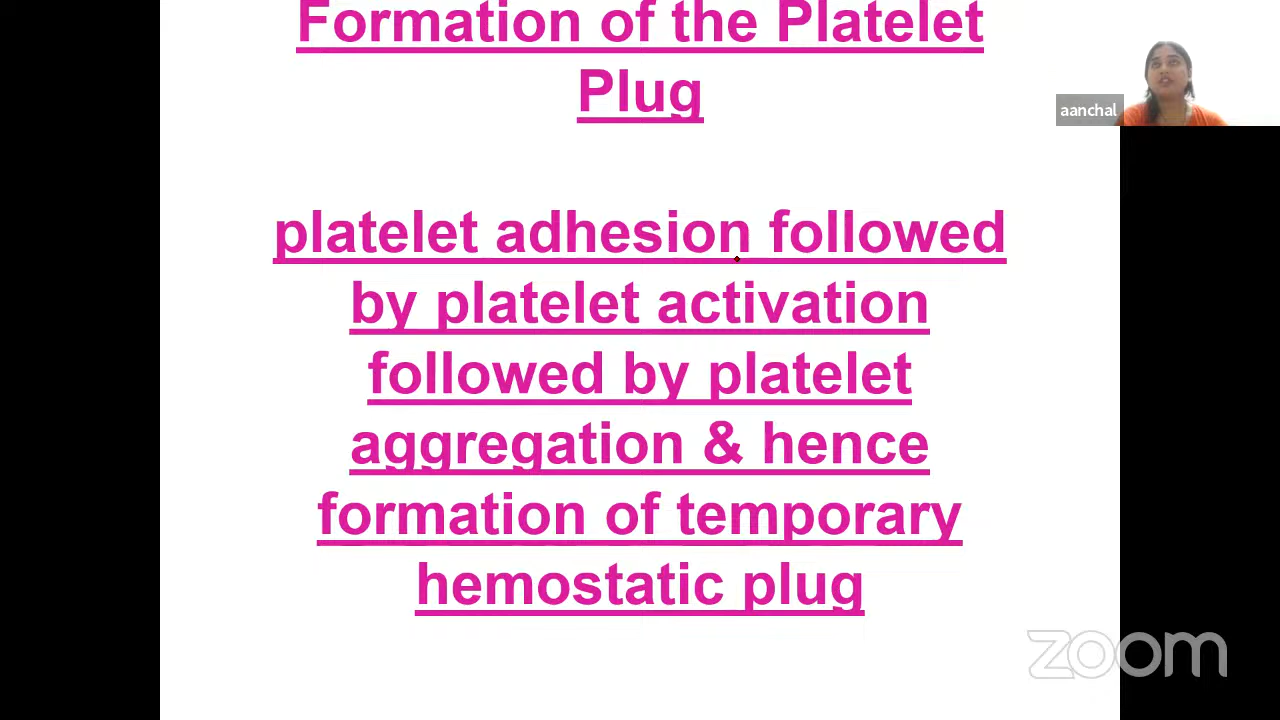 Formation of the Platelet
Plug
aanchal
platelet adhesion followed
by platelet activation
followed by platelet
aggregation & hence
formation of temporary
hemostatic plug
zoom